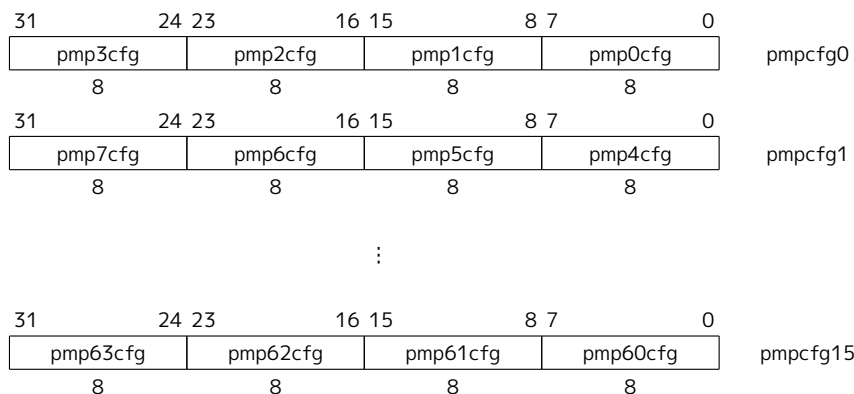 31 24 23 16 15 8 7 0
pmp3cfg pmp2cfg pmp1cfg pmp0cfg pmpcfg0
8 8 8 8
31 24 23 16 15 8 7 0
pmp7cfg pmp6cfg pmp5cfg pmp4cfg pmpcfg1
8 8 8 8
⋮
31 24 23 16 15 8 7 0
pmp63cfg pmp62cfg pmp61cfg pmp60cfg pmpcfg15
8 8 8 8